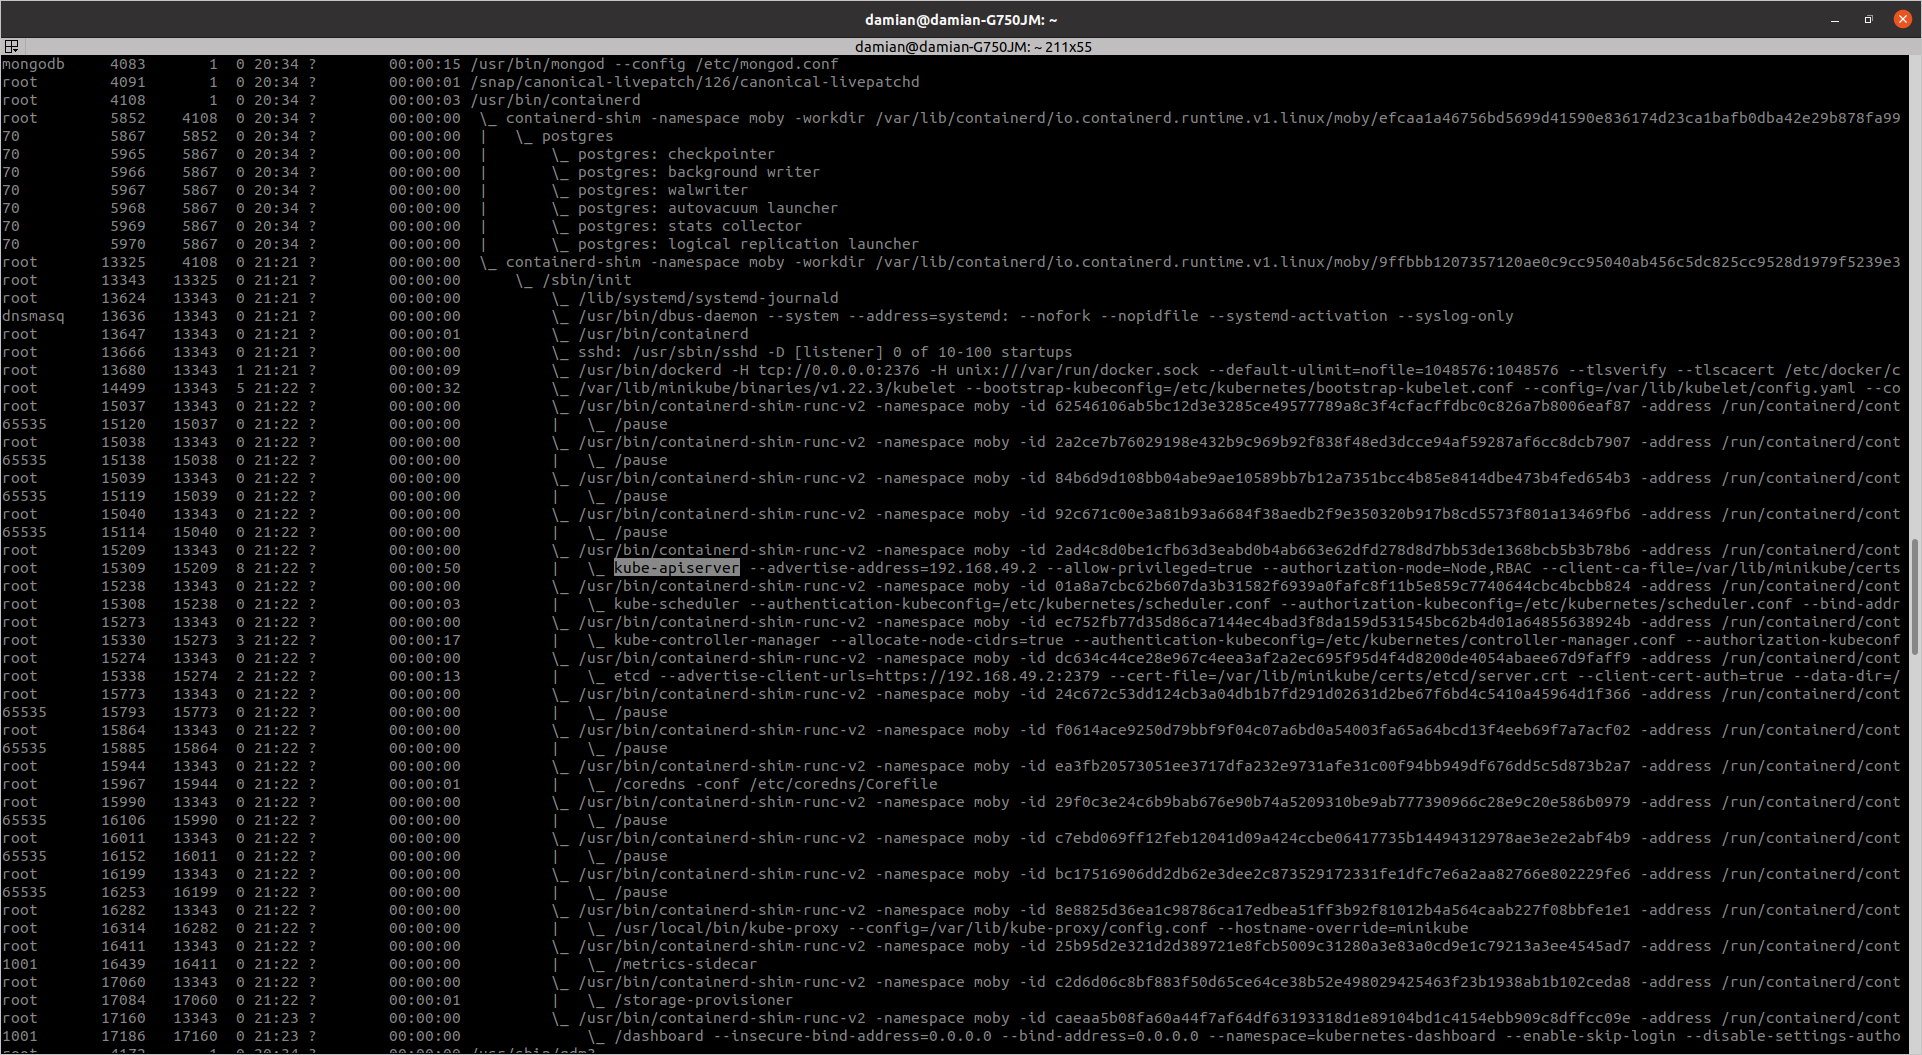 damian@damian-G750JM: ~
damian@damian-G750JM: ~ 211x55
mongodb     4083       1  0 20:34 ?        00:00:15 /usr/bin/mongod --config /etc/mongod.conf
root        4091       1  0 20:34 ?        00:00:01 /snap/canonical-livepatch/126/canonical-livepatchd
root        4108       1  0 20:34 ?        00:00:03 /usr/bin/containerd
root        5852    4108  0 20:34 ?        00:00:00  \_ containerd-shim -namespace moby -workdir /var/lib/containerd/io.containerd.runtime.v1.linux/moby/efcaa1a46756bd5699d41590e836174d23ca1bafb0dba42e29b878fa99
70          5867    5852  0 20:34 ?        00:00:00  |   \_ postgres
70          5965    5867  0 20:34 ?        00:00:00  |       \_ postgres: checkpointer
70          5966    5867  0 20:34 ?        00:00:00  |       \_ postgres: background writer
70          5967    5867  0 20:34 ?        00:00:00  |       \_ postgres: walwriter
70          5968    5867  0 20:34 ?        00:00:00  |       \_ postgres: autovacuum launcher
70          5969    5867  0 20:34 ?        00:00:00  |       \_ postgres: stats collector
70          5970    5867  0 20:34 ?        00:00:00  |       \_ postgres: logical replication launcher
root       13325    4108  0 21:21 ?        00:00:00  \_ containerd-shim -namespace moby -workdir /var/lib/containerd/io.containerd.runtime.v1.linux/moby/9ffbbb1207357120ae0c9cc95040ab456c5dc825cc9528d1979f5239e3
root       13343   13325  0 21:21 ?        00:00:00      \_ /sbin/init
root       13624   13343  0 21:21 ?        00:00:00          \_ /lib/systemd/systemd-journald
dnsmasq    13636   13343  0 21:21 ?        00:00:00          \_ /usr/bin/dbus-daemon --system --address=systemd: --nofork --nopidfile --systemd-activation --syslog-only
root       13647   13343  0 21:21 ?        00:00:01          \_ /usr/bin/containerd
root       13666   13343  0 21:21 ?        00:00:00          \_ sshd: /usr/sbin/sshd -D [listener] 0 of 10-100 startups
root       13680   13343  1 21:21 ?        00:00:09          \_ /usr/bin/dockerd -H tcp://0.0.0.0:2376 -H unix:///var/run/docker.sock --default-ulimit=nofile=1048576:1048576 --tlsverify --tlscacert /etc/docker/c
root       14499   13343  5 21:22 ?        00:00:32          \_ /var/lib/minikube/binaries/v1.22.3/kubelet --bootstrap-kubeconfig=/etc/kubernetes/bootstrap-kubelet.conf --config=/var/lib/kubelet/config.yaml --co
root       15037   13343  0 21:22 ?        00:00:00          \_ /usr/bin/containerd-shim-runc-v2 -namespace moby -id 62546106ab5bc12d3e3285ce49577789a8c3f4cfacffdbc0c826a7b8006eaf87 -address /run/containerd/cont
65535      15120   15037  0 21:22 ?        00:00:00          |   \_ /pause
root       15038   13343  0 21:22 ?        00:00:00          \_ /usr/bin/containerd-shim-runc-v2 -namespace moby -id 2a2ce7b76029198e432b9c969b92f838f48ed3dcce94af59287af6cc8dcb7907 -address /run/containerd/cont
65535      15138   15038  0 21:22 ?        00:00:00          |   \_ /pause
root       15039   13343  0 21:22 ?        00:00:00          \_ /usr/bin/containerd-shim-runc-v2 -namespace moby -id 84b6d9d108bb04abe9ae10589bb7b12a7351bcc4b85e8414dbe473b4fed654b3 -address /run/containerd/cont
65535      15119   15039  0 21:22 ?        00:00:00          |   \_ /pause
root       15040   13343  0 21:22 ?        00:00:00          \_ /usr/bin/containerd-shim-runc-v2 -namespace moby -id 92c671c00e3a81b93a6684f38aedb2f9e350320b917b8cd5573f801a13469fb6 -address /run/containerd/cont
65535      15114   15040  0 21:22 ?        00:00:00          |   \_ /pause
root       15209   13343  0 21:22 ?        00:00:00          \_ /usr/bin/containerd-shim-runc-v2 -namespace moby -id 2ad4c8d0be1cfb63d3eabd0b4ab663e62dfd278d8d7bb53de1368bcb5b3b78b6 -address /run/containerd/cont
root       15309   15209  8 21:22 ?        00:00:50          |   \_ kube-apiserver --advertise-address=192.168.49.2 --allow-privileged=true --authorization-mode=Node,RBAC --client-ca-file=/var/lib/minikube/certs
root       15238   13343  0 21:22 ?        00:00:00          \_ /usr/bin/containerd-shim-runc-v2 -namespace moby -id 01a8a7cbc62b607da3b31582f6939a0fafc8f11b5e859c7740644cbc4bcbb824 -address /run/containerd/cont
root       15308   15238  0 21:22 ?        00:00:03          |   \_ kube-scheduler --authentication-kubeconfig=/etc/kubernetes/scheduler.conf --authorization-kubeconfig=/etc/kubernetes/scheduler.conf --bind-addr
root       15273   13343  0 21:22 ?        00:00:00          \_ /usr/bin/containerd-shim-runc-v2 -namespace moby -id ec752fb77d35d86ca7144ec4bad3f8da159d531545bc62b4d01a64855638924b -address /run/containerd/cont
root       15330   15273  3 21:22 ?        00:00:17          |   \_ kube-controller-manager --allocate-node-cidrs=true --authentication-kubeconfig=/etc/kubernetes/controller-manager.conf --authorization-kubeconf
root       15274   13343  0 21:22 ?        00:00:00          \_ /usr/bin/containerd-shim-runc-v2 -namespace moby -id dc634c44ce28e967c4eea3af2a2ec695f95d4f4d8200de4054abaee67d9faff9 -address /run/containerd/cont
root       15338   15274  2 21:22 ?        00:00:13          |   \_ etcd --advertise-client-urls=https://192.168.49.2:2379 --cert-file=/var/lib/minikube/certs/etcd/server.crt --client-cert-auth=true --data-dir=/
root       15773   13343  0 21:22 ?        00:00:00          \_ /usr/bin/containerd-shim-runc-v2 -namespace moby -id 24c672c53dd124cb3a04db1b7fd291d02631d2be67f6bd4c5410a45964d1f366 -address /run/containerd/cont
65535      15793   15773  0 21:22 ?        00:00:00          |   \_ /pause
root       15864   13343  0 21:22 ?        00:00:00          \_ /usr/bin/containerd-shim-runc-v2 -namespace moby -id f0614ace9250d79bbf9f04c07a6bd0a54003fa65a64bcd13f4eeb69f7a7acf02 -address /run/containerd/cont
65535      15885   15864  0 21:22 ?        00:00:00          |   \_ /pause
root       15944   13343  0 21:22 ?        00:00:00          \_ /usr/bin/containerd-shim-runc-v2 -namespace moby -id ea3fb20573051ee3717dfa232e9731afe31c00f94bb949df676dd5c5d873b2a7 -address /run/containerd/cont
root       15967   15944  0 21:22 ?        00:00:01          |   \_ /coredns -conf /etc/coredns/Corefile
root       15990   13343  0 21:22 ?        00:00:00          \_ /usr/bin/containerd-shim-runc-v2 -namespace moby -id 29f0c3e24c6b9bab676e90b74a5209310be9ab777390966c28e9c20e586b0979 -address /run/containerd/cont
65535      16106   15990  0 21:22 ?        00:00:00          |   \_ /pause
root       16011   13343  0 21:22 ?        00:00:00          \_ /usr/bin/containerd-shim-runc-v2 -namespace moby -id c7ebd069ff12feb12041d09a424ccbe06417735b14494312978ae3e2e2abf4b9 -address /run/containerd/cont
65535      16152   16011  0 21:22 ?        00:00:00          |   \_ /pause
root       16199   13343  0 21:22 ?        00:00:00          \_ /usr/bin/containerd-shim-runc-v2 -namespace moby -id bc17516906dd2db62e3dee2c873529172331fe1dfc7e6a2aa82766e802229fe6 -address /run/containerd/cont
65535      16253   16199  0 21:22 ?        00:00:00          |   \_ /pause
root       16282   13343  0 21:22 ?        00:00:00          \_ /usr/bin/containerd-shim-runc-v2 -namespace moby -id 8e8825d36ea1c98786ca17edbea51ff3b92f81012b4a564caab227f08bbfe1e1 -address /run/containerd/cont
root       16314   16282  0 21:22 ?        00:00:00          |   \_ /usr/local/bin/kube-proxy --config=/var/lib/kube-proxy/config.conf --hostname-override=minikube
root       16411   13343  0 21:22 ?        00:00:00          \_ /usr/bin/containerd-shim-runc-v2 -namespace moby -id 25b95d2e321d2d389721e8fcb5009c31280a3e83a0cd9e1c79213a3ee4545ad7 -address /run/containerd/cont
1001       16439   16411  0 21:22 ?        00:00:00          |   \_ /metrics-sidecar
root       17060   13343  0 21:22 ?        00:00:00          \_ /usr/bin/containerd-shim-runc-v2 -namespace moby -id c2d6d06c8bf883f50d65ce64ce38b52e498029425463f23b1938ab1b102ceda8 -address /run/containerd/cont
root       17084   17060  0 21:22 ?        00:00:01          |   \_ /storage-provisioner
root       17160   13343  0 21:23 ?        00:00:00          \_ /usr/bin/containerd-shim-runc-v2 -namespace moby -id caeaa5b08fa60a44f7af64df63193318d1e89104bd1c4154ebb909c8dffcc09e -address /run/containerd/cont
1001       17186   17160  0 21:23 ?        00:00:00              \_ /dashboard --insecure-bind-address=0.0.0.0 --bind-address=0.0.0.0 --namespace=kubernetes-dashboard --enable-skip-login --disable-settings-autho
root        4172       1  0 20:34 ?        00:00:00 /usr/sbin/gdm3